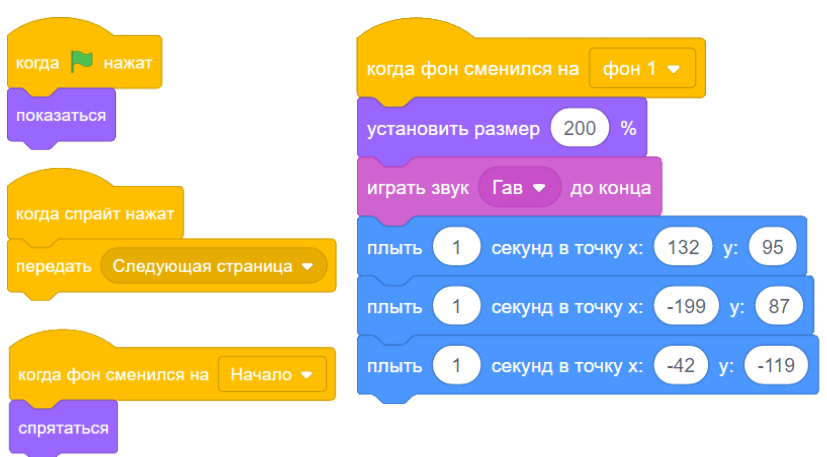 когда нажат
показаться
когда спрайт нажат
передать Следующая страница
когда фон сменился на Начало
спрятаться
когда фон сменился на фон 1
установить размер 200 %
играть звук Гав до конца
плыть 1 секунд в точку x: 132 y: 95
плыть 1 секунд в точку x: -199 y: 87
плыть 1 секунд в точку x: -42 y: -119